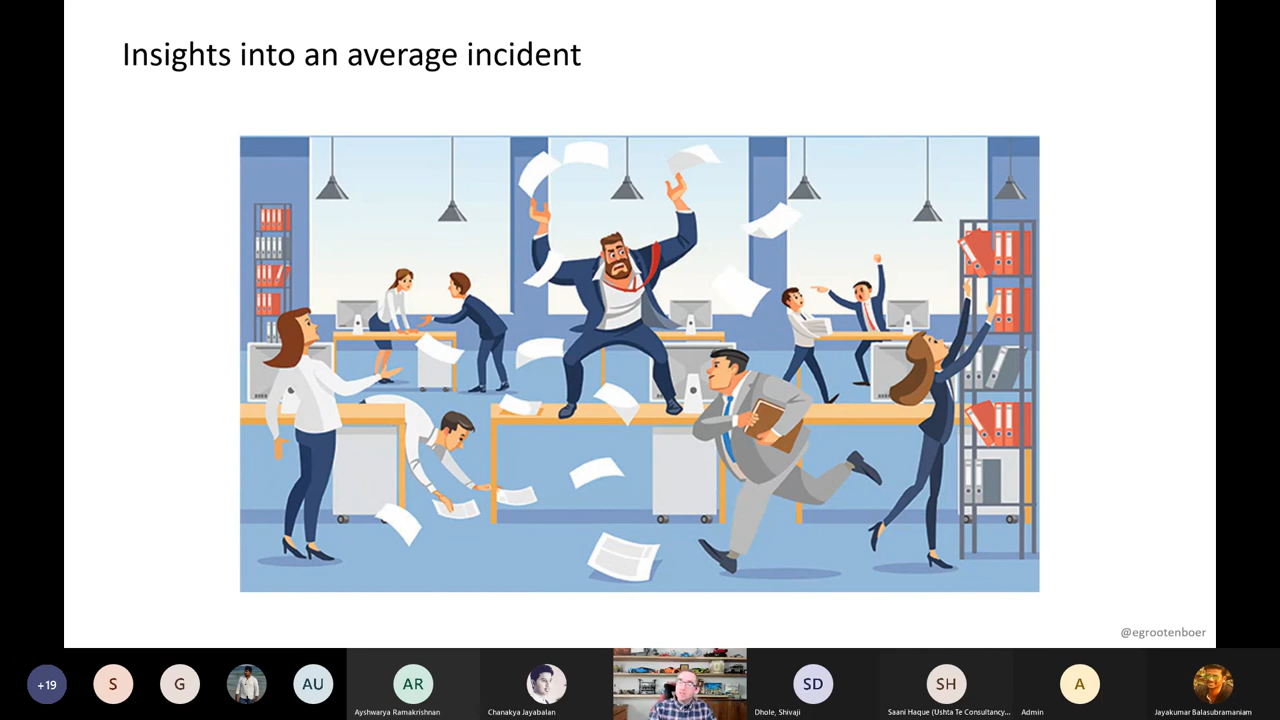 Insights into an average incident
@egrootenboer
+19
S
G
AU
AR
SD
SH
A
Ayshwarya Ramakrishnan
Chanakya Jayabalan
Dhole, Shivaji
Saani Haque (Ushta Te Consultancy...
Admin
Jayakumar Balasubramaniam